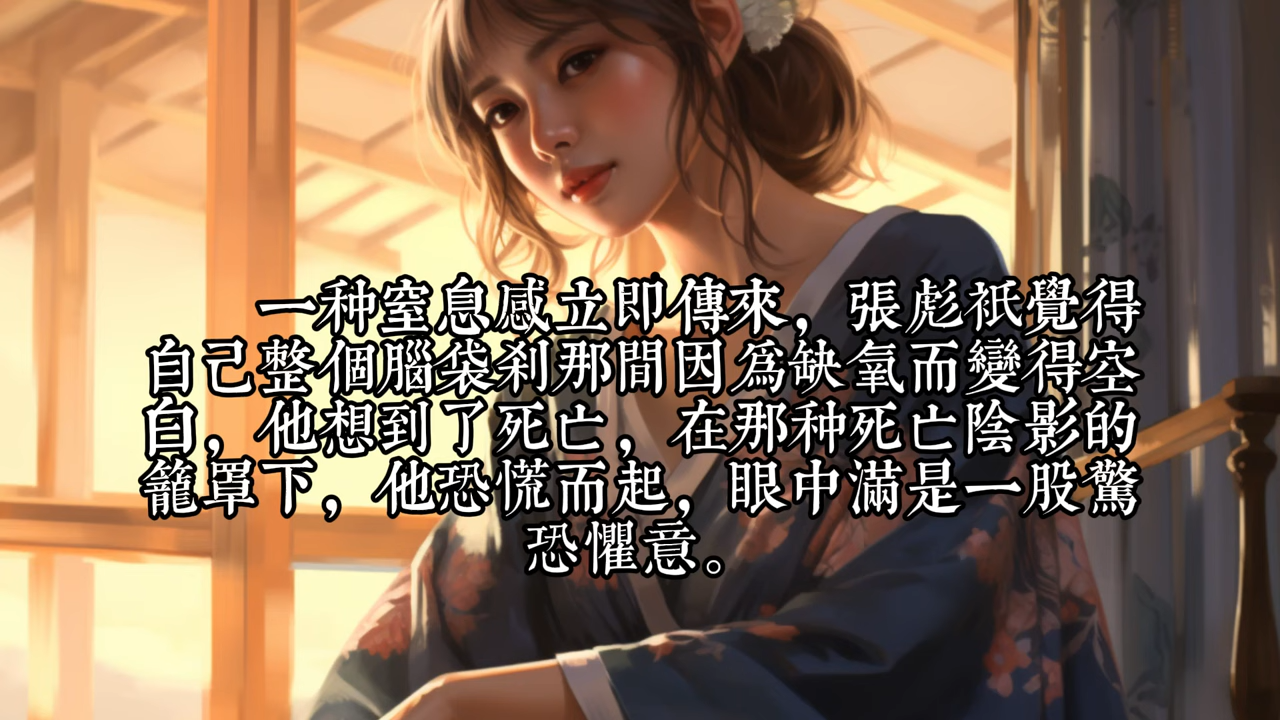 一种窒息感立即傳來，張彪衹覺得
自己整個腦袋刹那間因為缺氧而變得空
白，他想到了死亡，在那种死亡陰影的
籠罩下，他恐慌而起，眼中滿是一股驚
恐懼意。